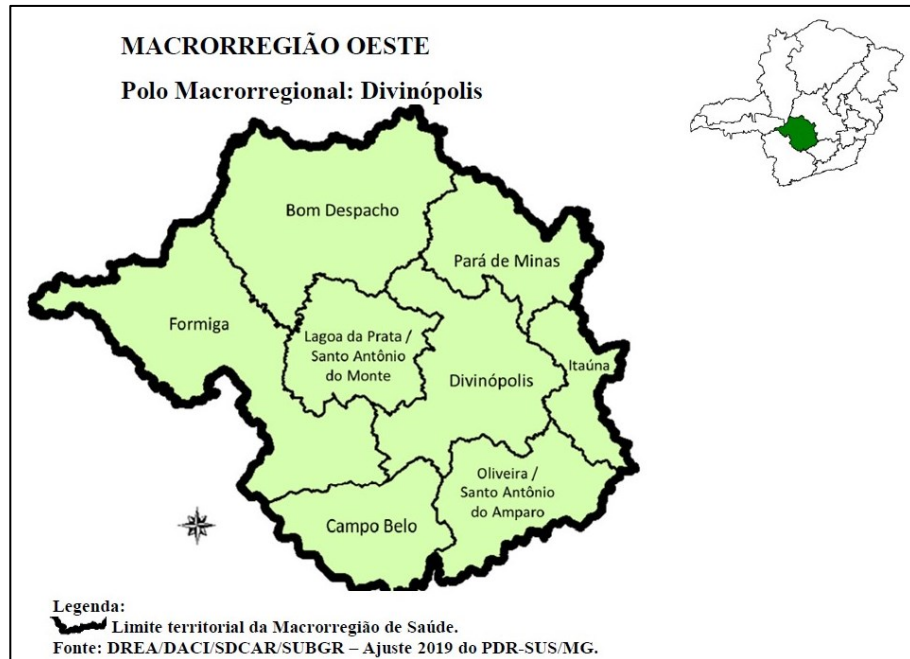 MACRORREGIÃO OESTE
Polo Macrorregional: Divinópolis
Bom Despacho
Pará de Minas
Formiga
Lagoa da Prata /
Santo Antônio
do Monte
Divinópolis
Itaúna
Oliveira /
Santo Antônio
do Amparo
Campo Belo
Legenda:
Limite territorial da Macrorregião de Saúde.
Fonte: DREA/DACI/SDCAR/SUBGR – Ajuste 2019 do PDR-SUS/MG.